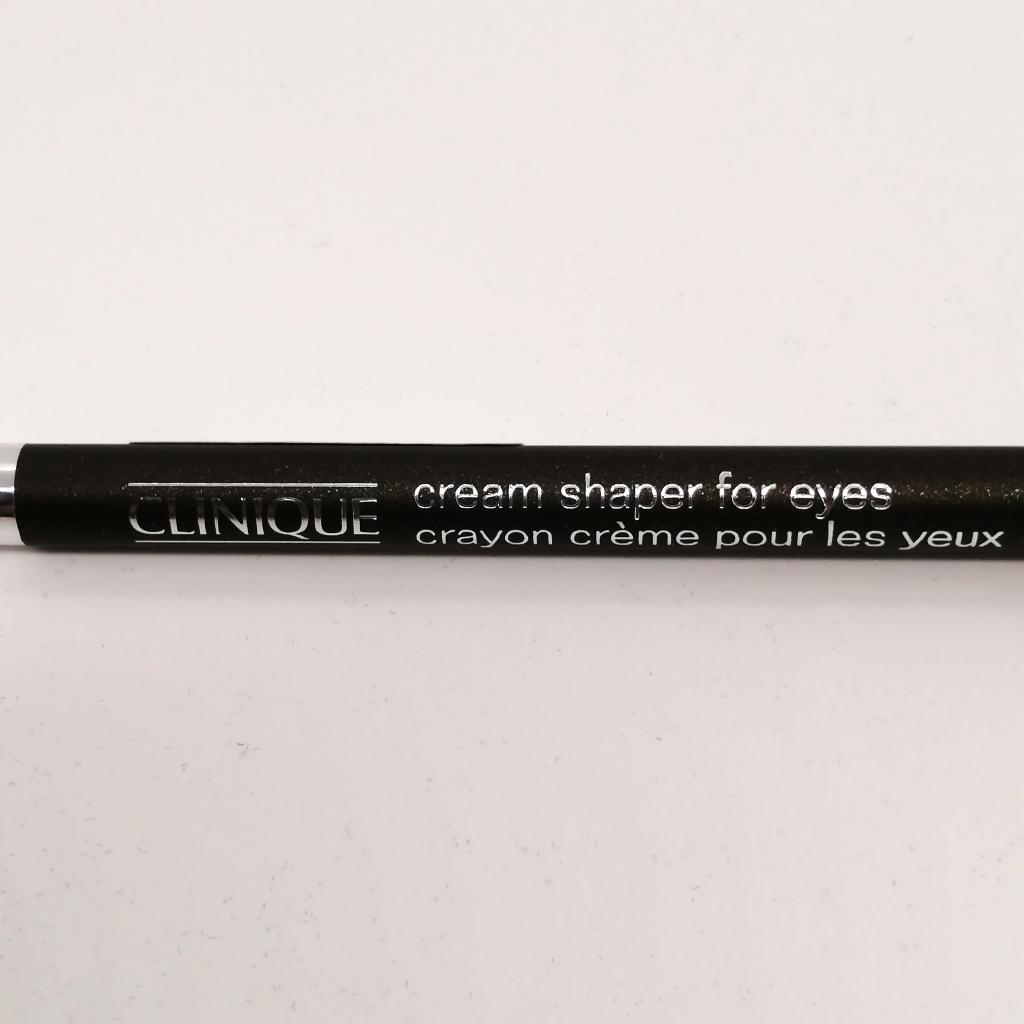 CLINIQUE
cream shaper for eyes
crayon crème pour les yeux